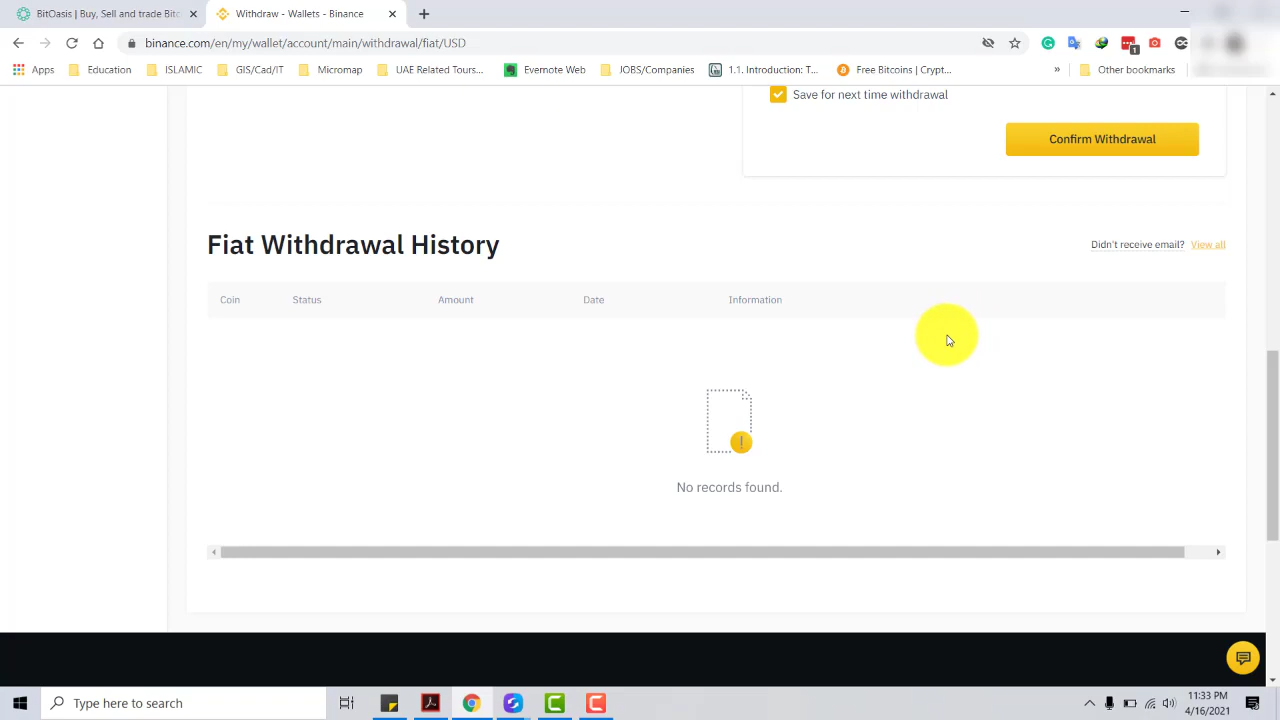 BitOasis | Buy, Sell and trade Bit
Withdraw - Wallets - Binance
binance.com/en/my/wallet/account/main/withdrawal/fiat/USD
1
Apps
Education
ISLAMIC
GIS/Cad/IT
Micromap
UAE Related Tours...
Evernote Web
JOBS/Companies
1.1. Introduction: T...
Free Bitcoins | Crypt...
»
Other bookmarks
Save for next time withdrawal
Confirm Withdrawal
Fiat Withdrawal History
Didn't receive email?
View all
Coin
Status
Amount
Date
Information
No records found.
Type here to search
11:33 PM
4/16/2021